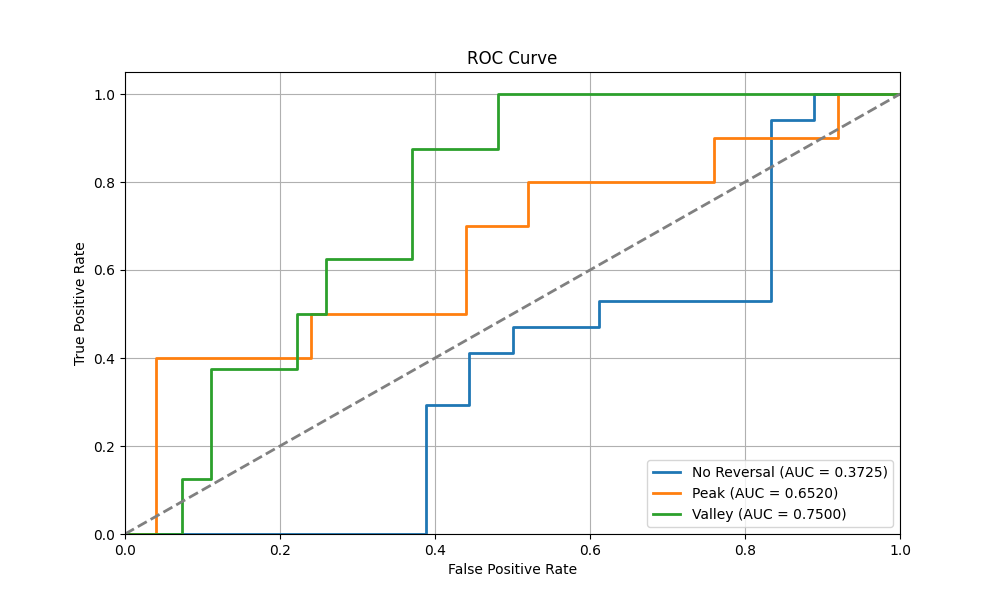 ROC Curve
True Positive Rate
1.0
0.8
0.6
0.4
0.2
0.0
No Reversal (AUC = 0.3725)
Peak (AUC = 0.6520)
Valley (AUC = 0.7500)
0.0 0.2 0.4 0.6 0.8 1.0
False Positive Rate